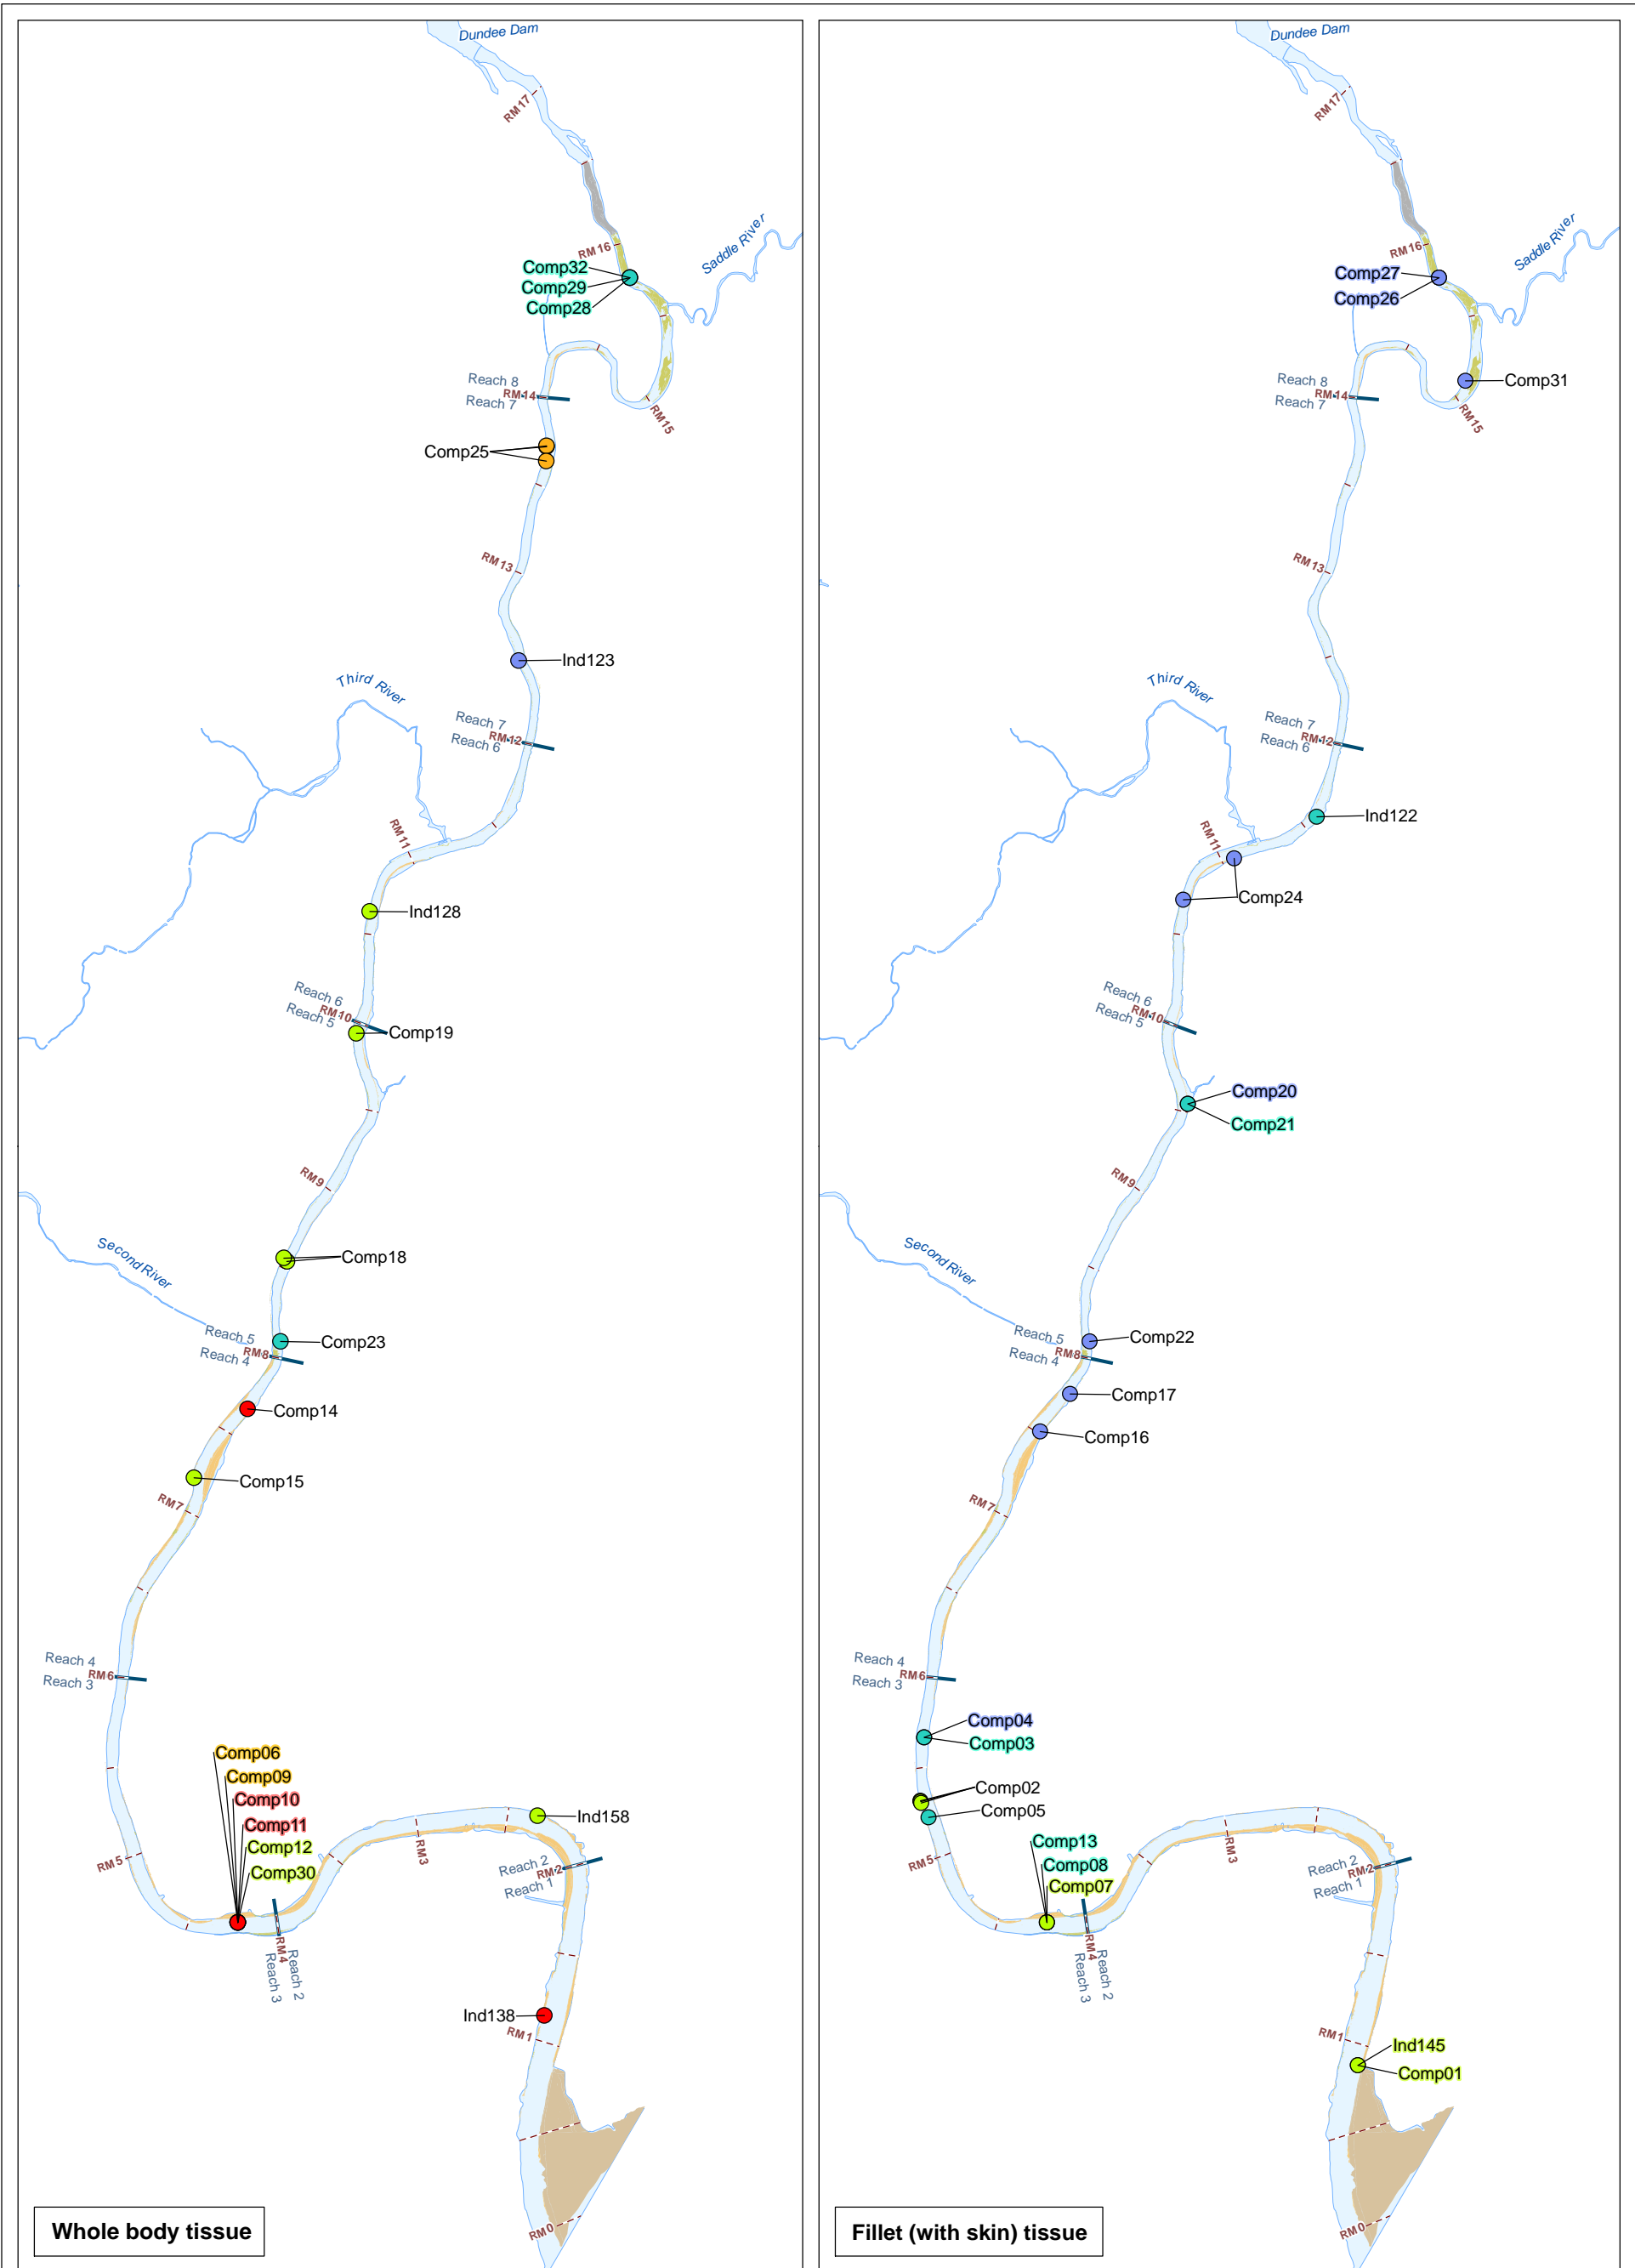 Dundee Dam
RM17
RM16
Saddle River
Comp32
Comp29
Comp28
Reach 8
RM14
Reach 7
RM15
Comp25
RM13
Ind123
Third River
Reach 7
RM12
Reach 6
RM11
Ind128
Reach 6
RM10
Reach 5
Comp19
RM9
Second River
Comp18
Reach 5
Comp23
RM8
Reach 4
Comp14
Comp15
RM7
Reach 4
RM6
Reach 3
Comp06
Comp09
Comp10
Comp11
Comp12
Comp30
RM5
RM3
Ind158
Reach 2
RM2
Reach 1
RM4
Reach 2
Reach 3
Ind138
RM1
RM0
Whole body tissue
Dundee Dam
RM17
RM16
Saddle River
Comp27
Comp26
Comp31
Reach 8
RM14
Reach 7
RM15
RM13
Third River
Reach 7
RM12
Reach 6
Ind122
RM11
Comp24
Reach 6
RM10
Reach 5
Comp20
Comp21
RM9
Second River
Reach 5
Comp22
RM8
Reach 4
Comp17
Comp16
RM7
Reach 4
RM6
Reach 3
Comp04
Comp03
Comp02
Comp05
Comp13
Comp08
Comp07
RM5
RM3
Reach 2
RM2
Reach 1
RM4
Reach 2
Reach 3
RM1
Ind145
Comp01
RM0
Fillet (with skin) tissue